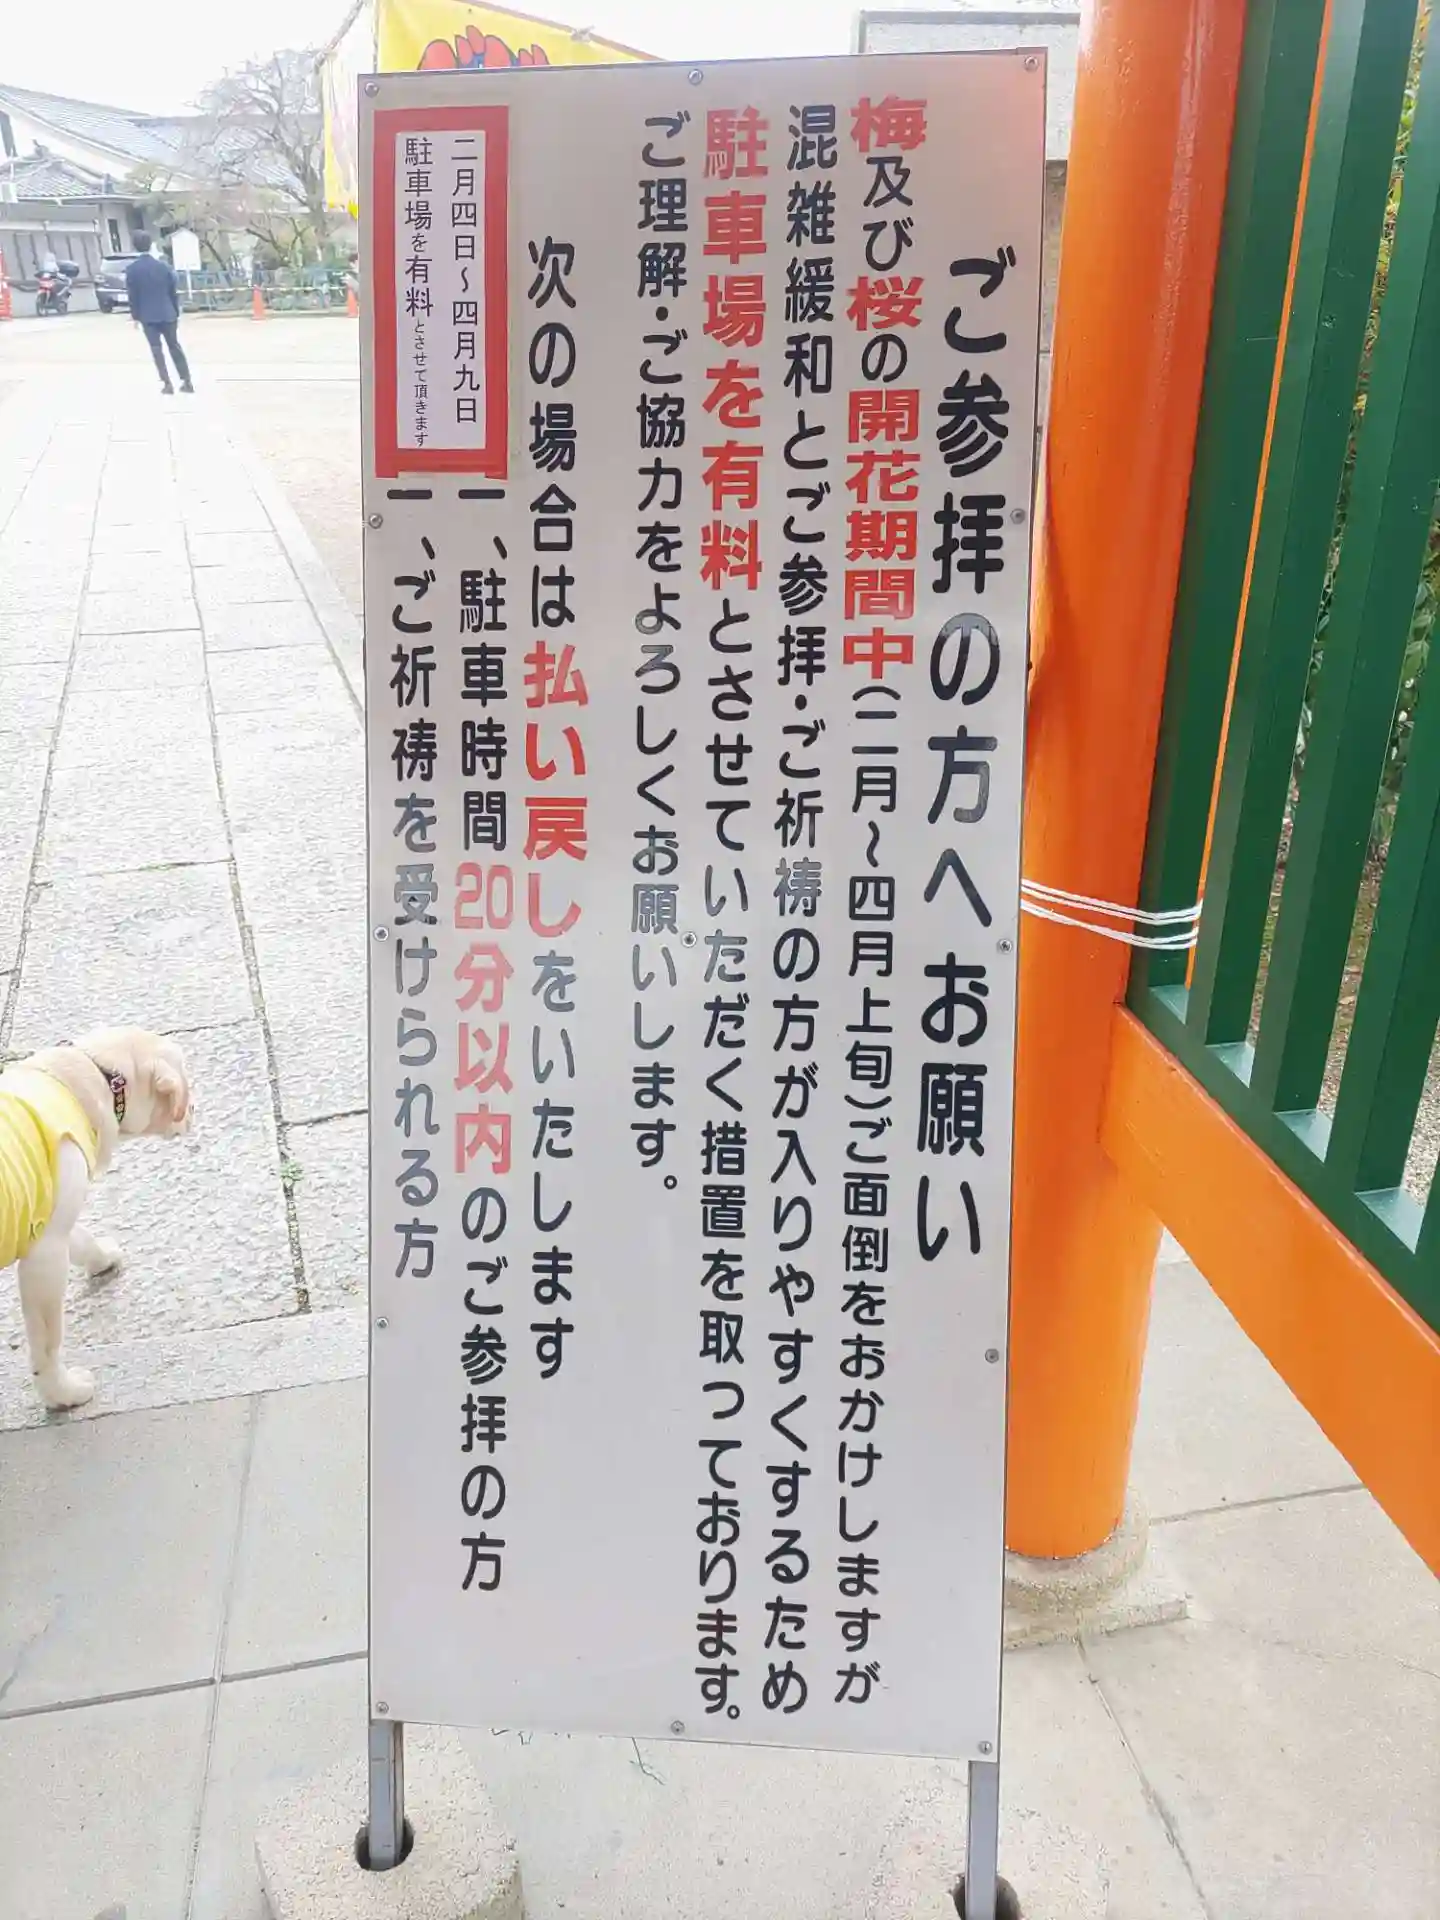 ご参拝の方へお願い
梅及び桜の開花期間中(二月～四月上旬)ご面倒をおかけしますが
混雑緩和とご参拝・ご祈祷の方が入りやすくするため
駐車場を有料とさせていただく措置を取っております。
ご理解・ご協力をよろしくお願いします。
次の場合は払い戻しをいたします
一、駐車時間20分以内のご参拝の方
一、ご祈祷を受けられる方
二月四日～四月九日
駐車場を有料とさせて頂きます